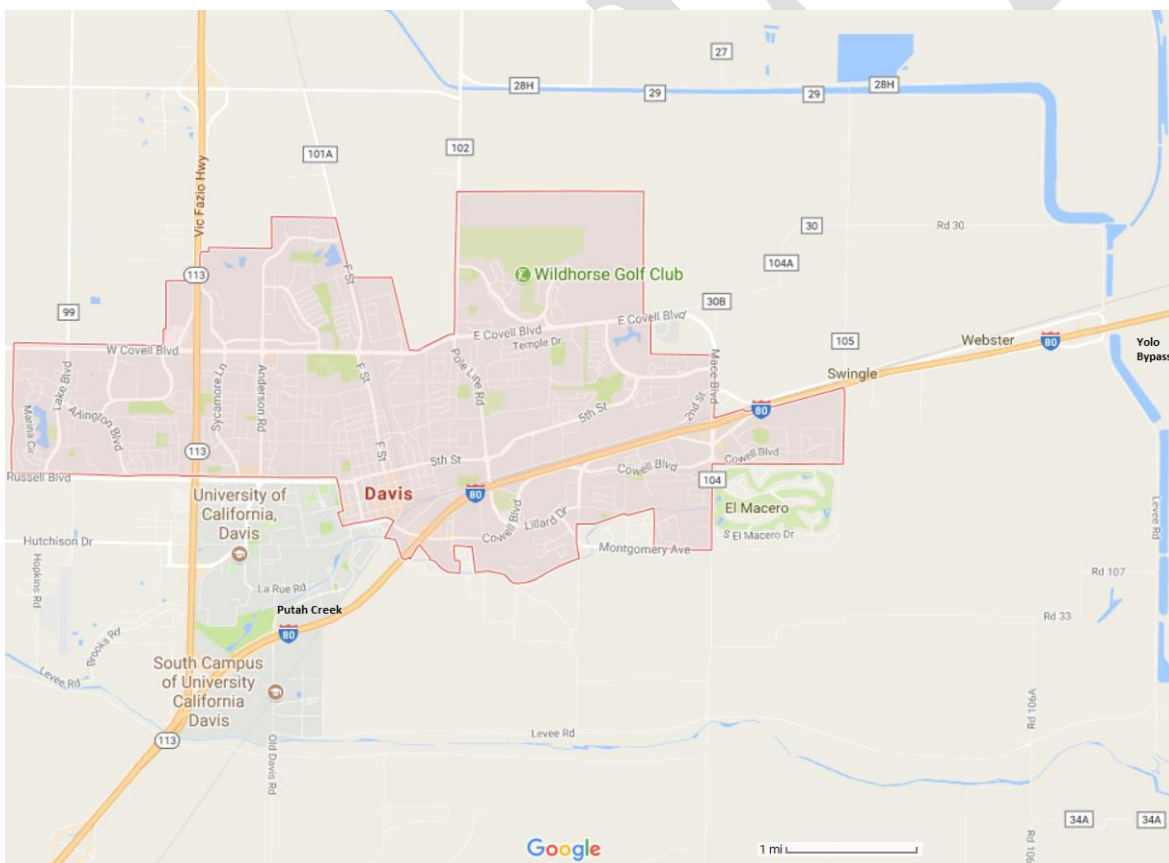 27
28H
29
29
28H
Vic Fazio Hwy
101A
102
30
Rd 30
104A
113
Wildhorse Golf Club
30B
99
E Covell Blvd
E Covell Blvd
Temple Dr
W Covell Blvd
F St
F St
F St
Pole Line Rd
Mace Blvd
105
Webster
80
Yolo
Bypass
Swingle
Lake Blvd
Arlington Blvd
Marina Cir
Sycamore Ln
Anderson Rd
5th St
2nd St
80
113
5th St
Cowell Blvd
Cowell Blvd
Russell Blvd
104
Davis
80
University of
California,
Davis
Cowell Blvd
Lillard Dr
El Macero
S El Macero Dr
Levee Rd
Hutchison Dr
Montgomery Ave
Hopkins Rd
La Rue Rd
Rd 107
Putah Creek
80
Rd 33
Brooks Rd
Levee Rd
South Campus
of University
California
Davis
Rd 106A
113
Old Davis Rd
Levee Rd
34A
34A
Rd 106
Google
1 mi